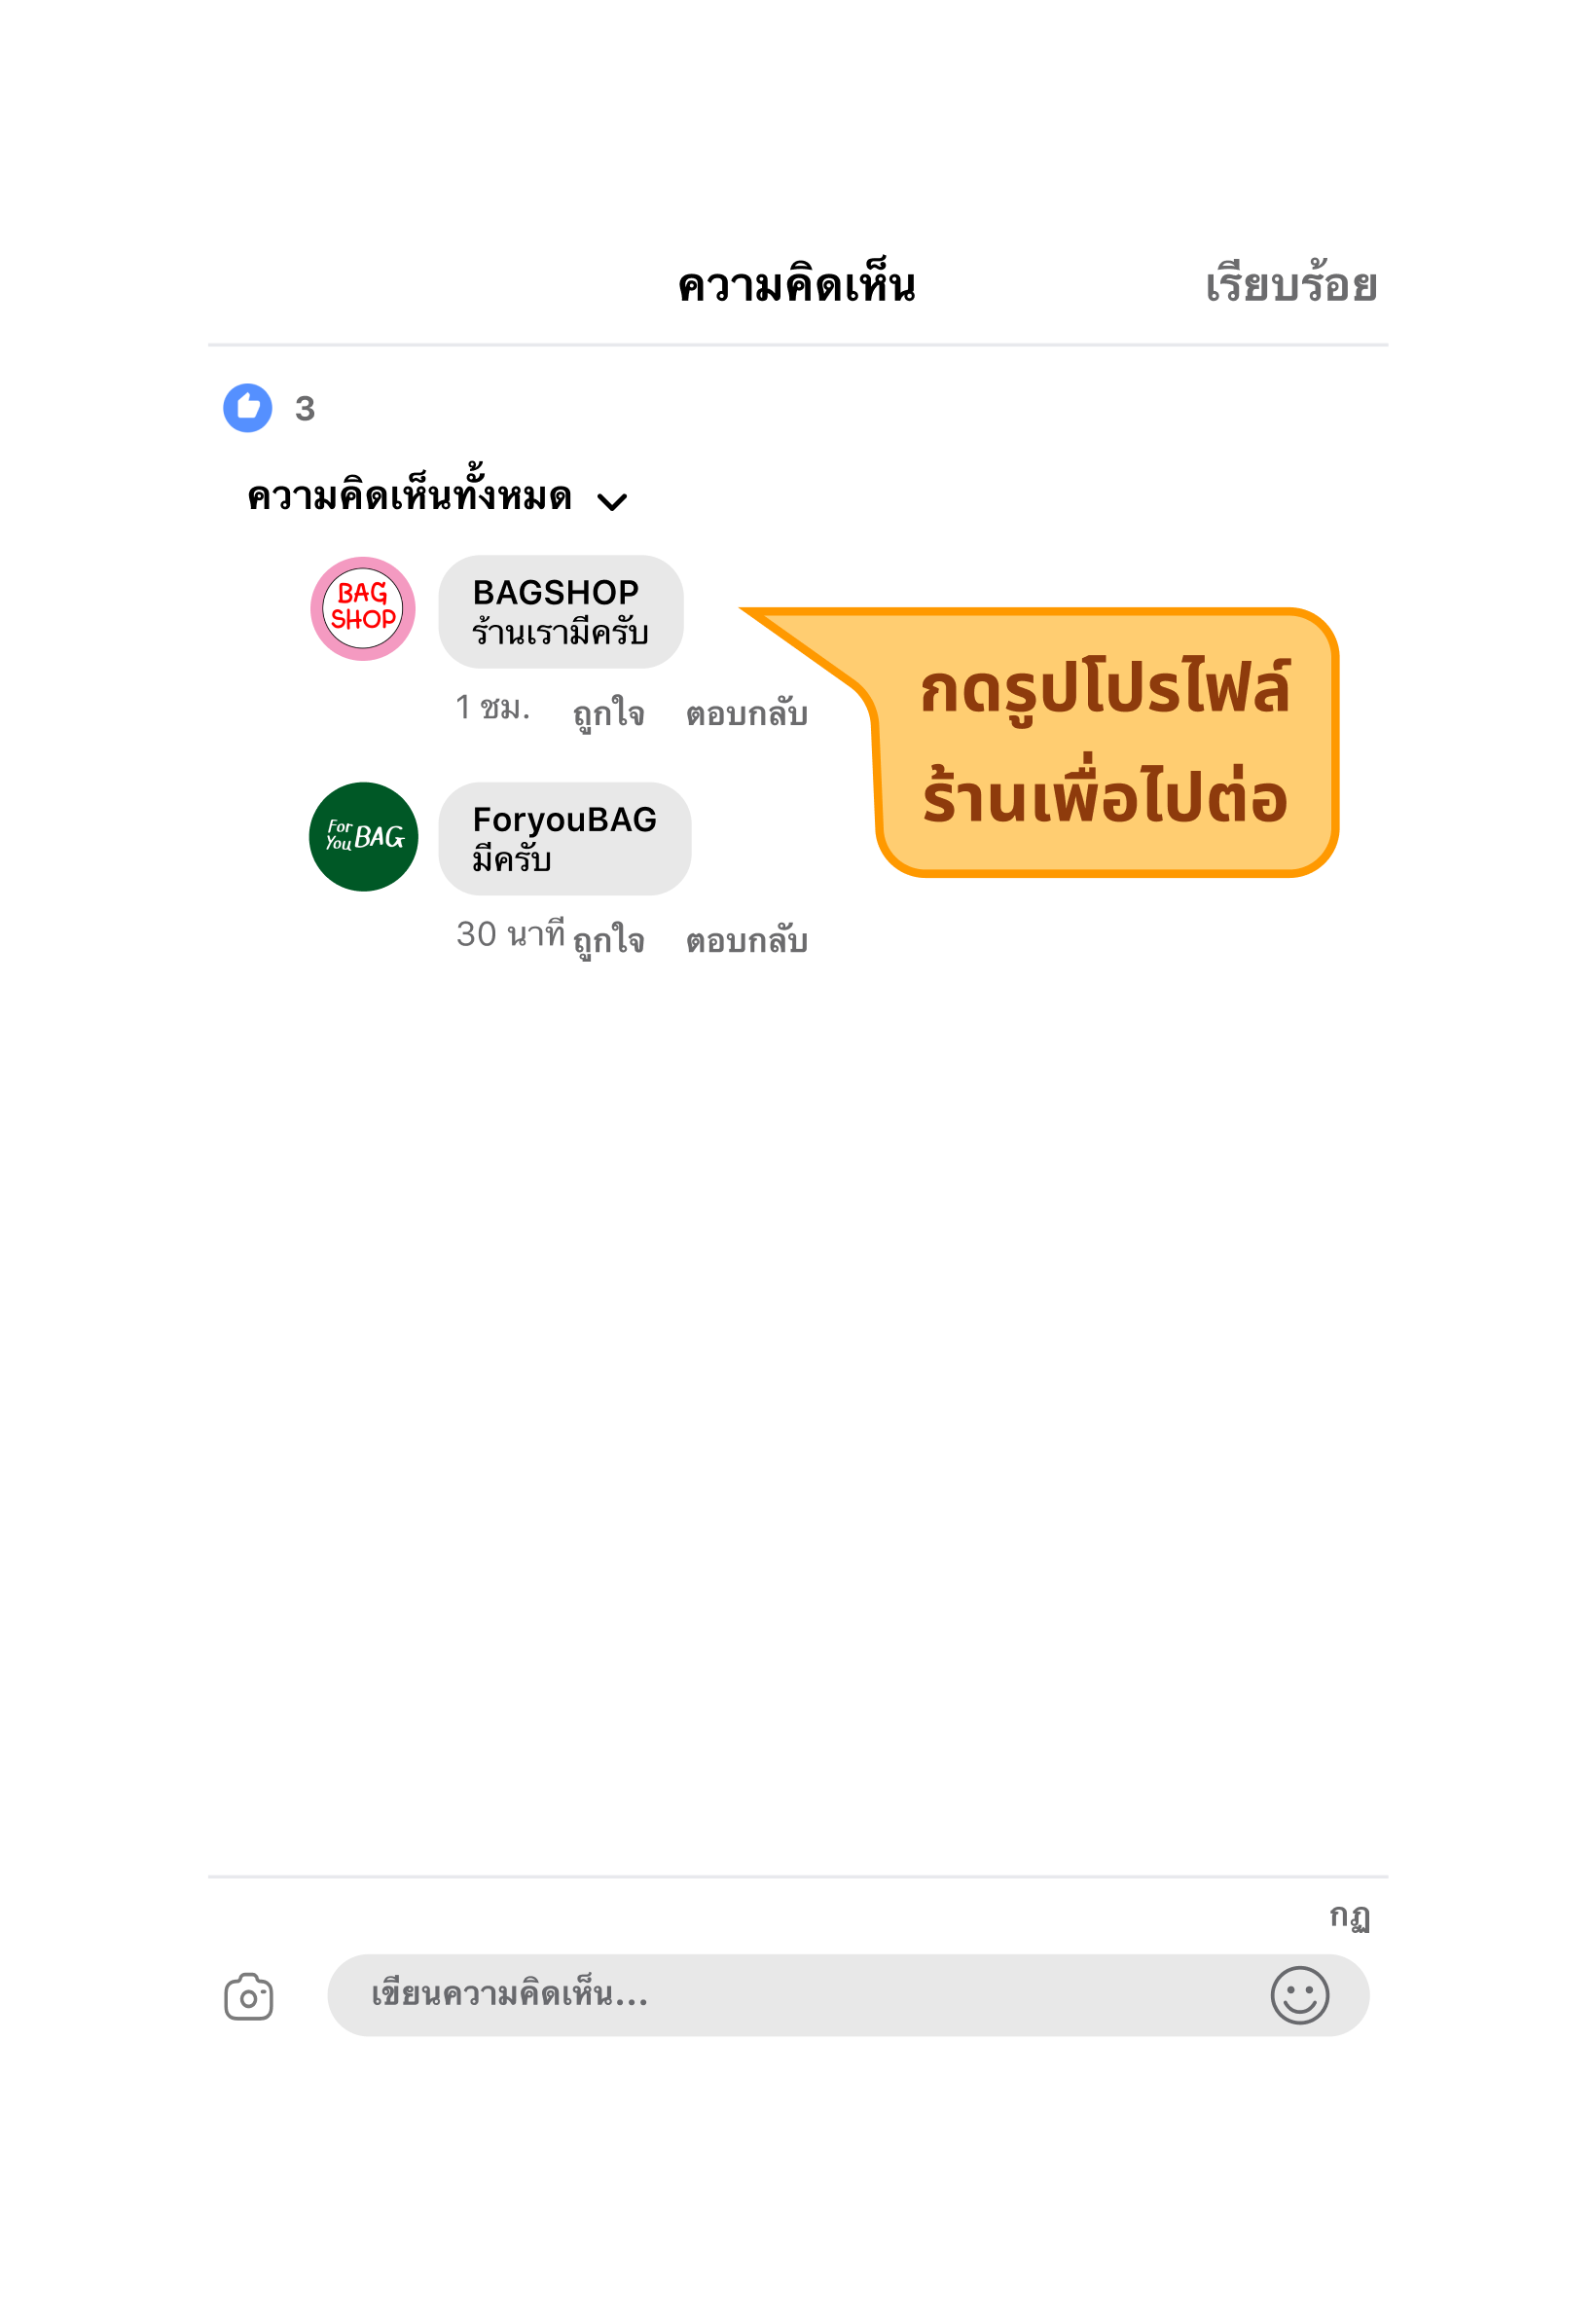 ความคิดเห็น
เรียบร้อย
3
ความคิดเห็นทั้งหมด
BAG
SHOP
BAGSHOP
ร้านเรามีครับ
1 ชม. ถูกใจ ตอบกลับ
กดรูปโปรไฟล์
ร้านเพื่อไปต่อ
For
You BAG
ForyouBAG
มีครับ
30 นาที ถูกใจ ตอบกลับ
กฎ
เขียนความคิดเห็น...